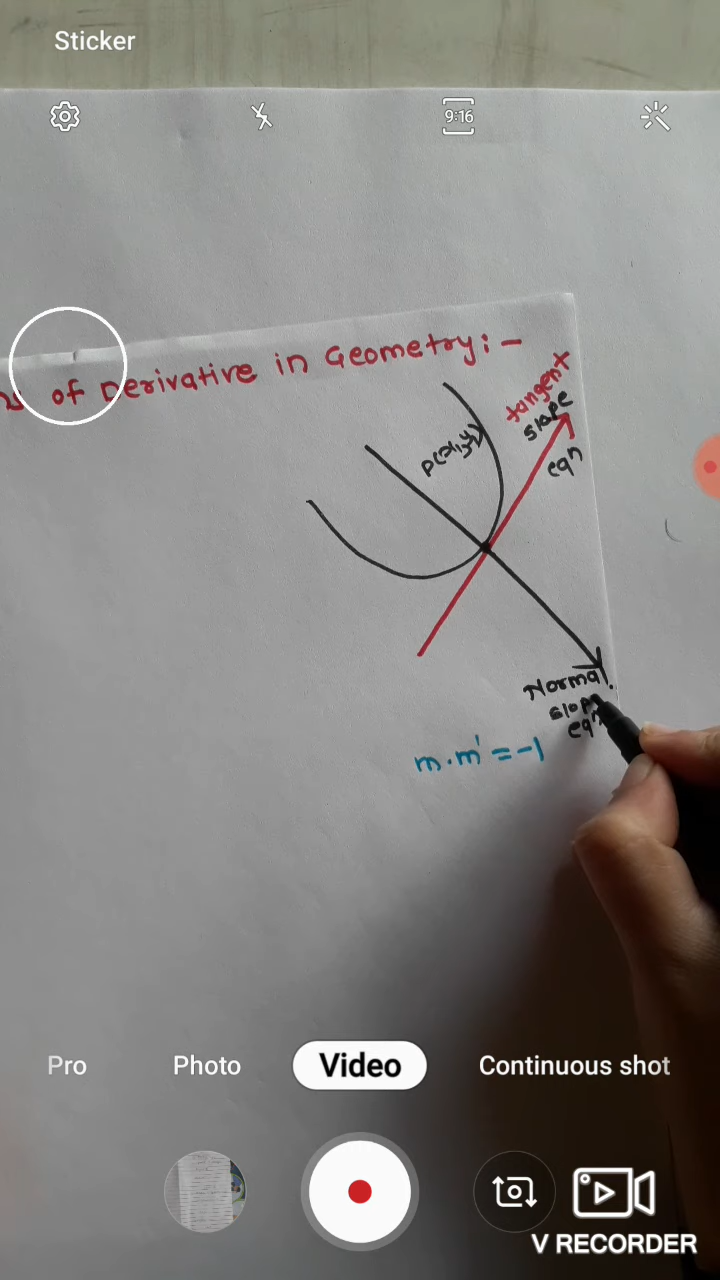 Sticker
9:16
of Derivative in Geometry:-
tangent
slope
eqn
P(x1,y1)
Normal.
slope
eqn
m.m' = -1
Pro
Photo
Video
Continuous shot
V RECORDER